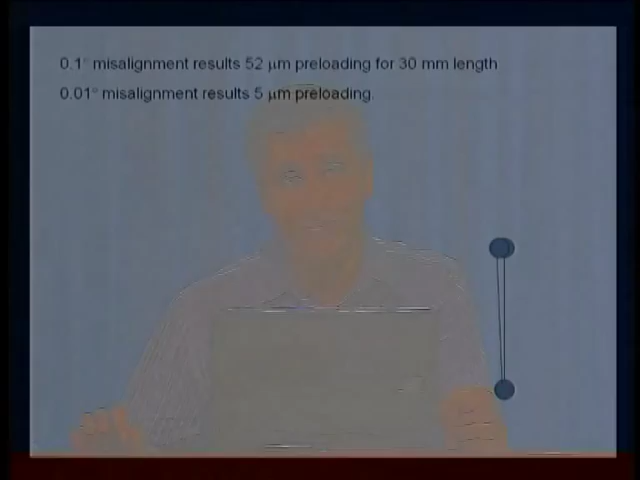 0.1° misalignment results 52 μm preloading for 30 mm length
0.01° misalignment results 5 μm preloading.